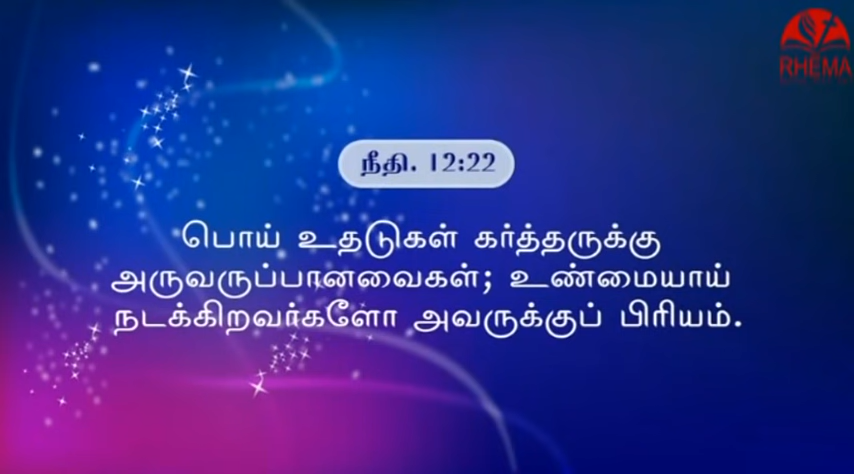 RHEMA
நீதி. 12:22
பொய் உதடுகள் கர்த்தருக்கு
அருவருப்பானவைகள்; உண்மையாய்
நடக்கிறவர்களோ அவருக்குப் பிரியம்.